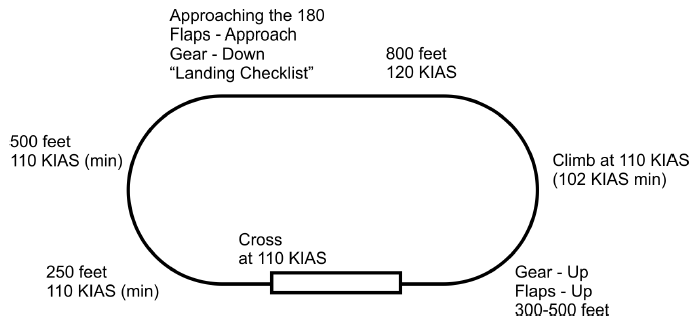 Approaching the 180
Flaps - Approach
Gear - Down
“Landing Checklist”
800 feet
120 KIAS
500 feet
110 KIAS (min)
Climb at 110 KIAS
(102 KIAS min)
Cross
at 110 KIAS
250 feet
110 KIAS (min)
Gear - Up
Flaps - Up
300-500 feet